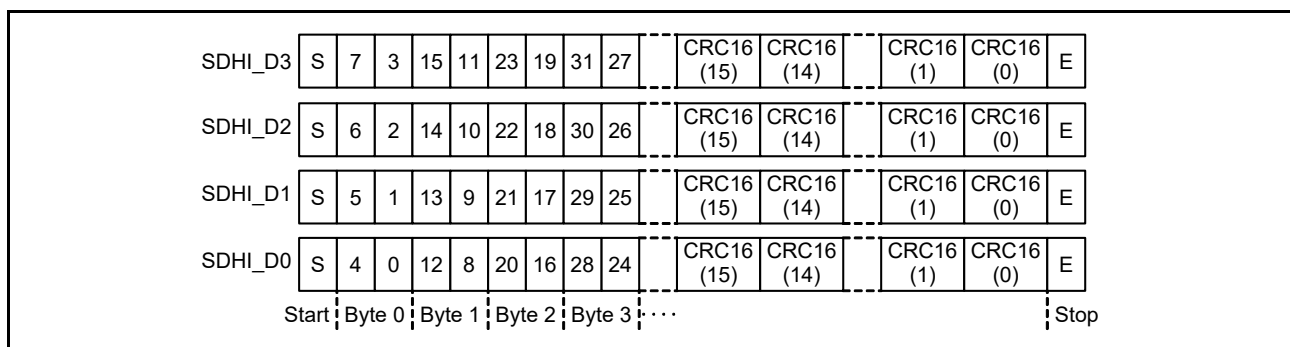 SDHI_D3 S 7 3 15 11 23 19 31 27 CRC16 (15) CRC16 (14) CRC16 (1) CRC16 (0) E
SDHI_D2 S 6 2 14 10 22 18 30 26 CRC16 (15) CRC16 (14) CRC16 (1) CRC16 (0) E
SDHI_D1 S 5 1 13 9 21 17 29 25 CRC16 (15) CRC16 (14) CRC16 (1) CRC16 (0) E
SDHI_D0 S 4 0 12 8 20 16 28 24 CRC16 (15) CRC16 (14) CRC16 (1) CRC16 (0) E
Start Byte 0 Byte 1 Byte 2 Byte 3 ···· Stop